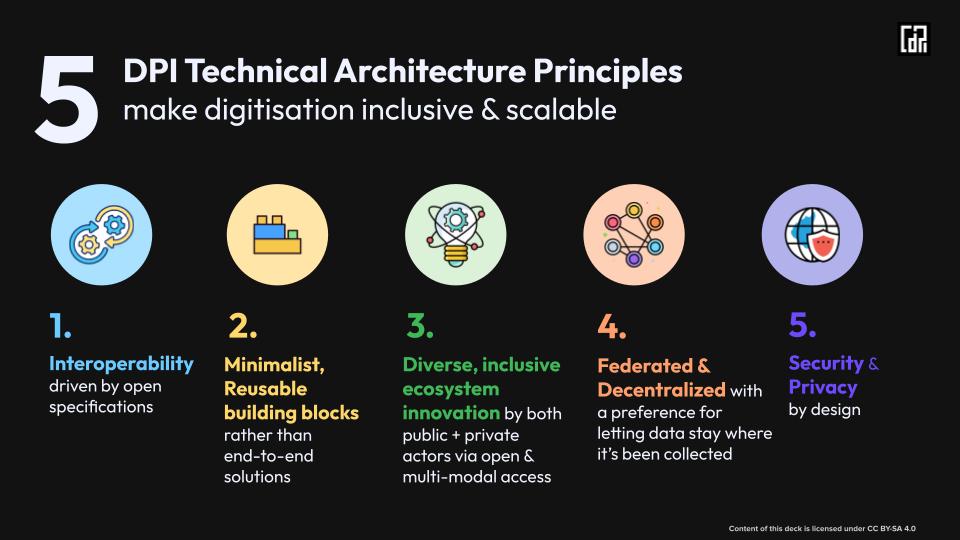 5
DPI Technical Architecture Principles
make digitisation inclusive & scalable
cdpi
1.
Interoperability
driven by open
specifications
2.
Minimalist,
Reusable
building blocks
rather than
end-to-end
solutions
3.
Diverse, inclusive
ecosystem
innovation by both
public + private
actors via open &
multi-modal access
4.
Federated &
Decentralized with
a preference for
letting data stay where
it's been collected
5.
Security &
Privacy
by design
Content of this deck is licensed under CC BY-SA 4.0